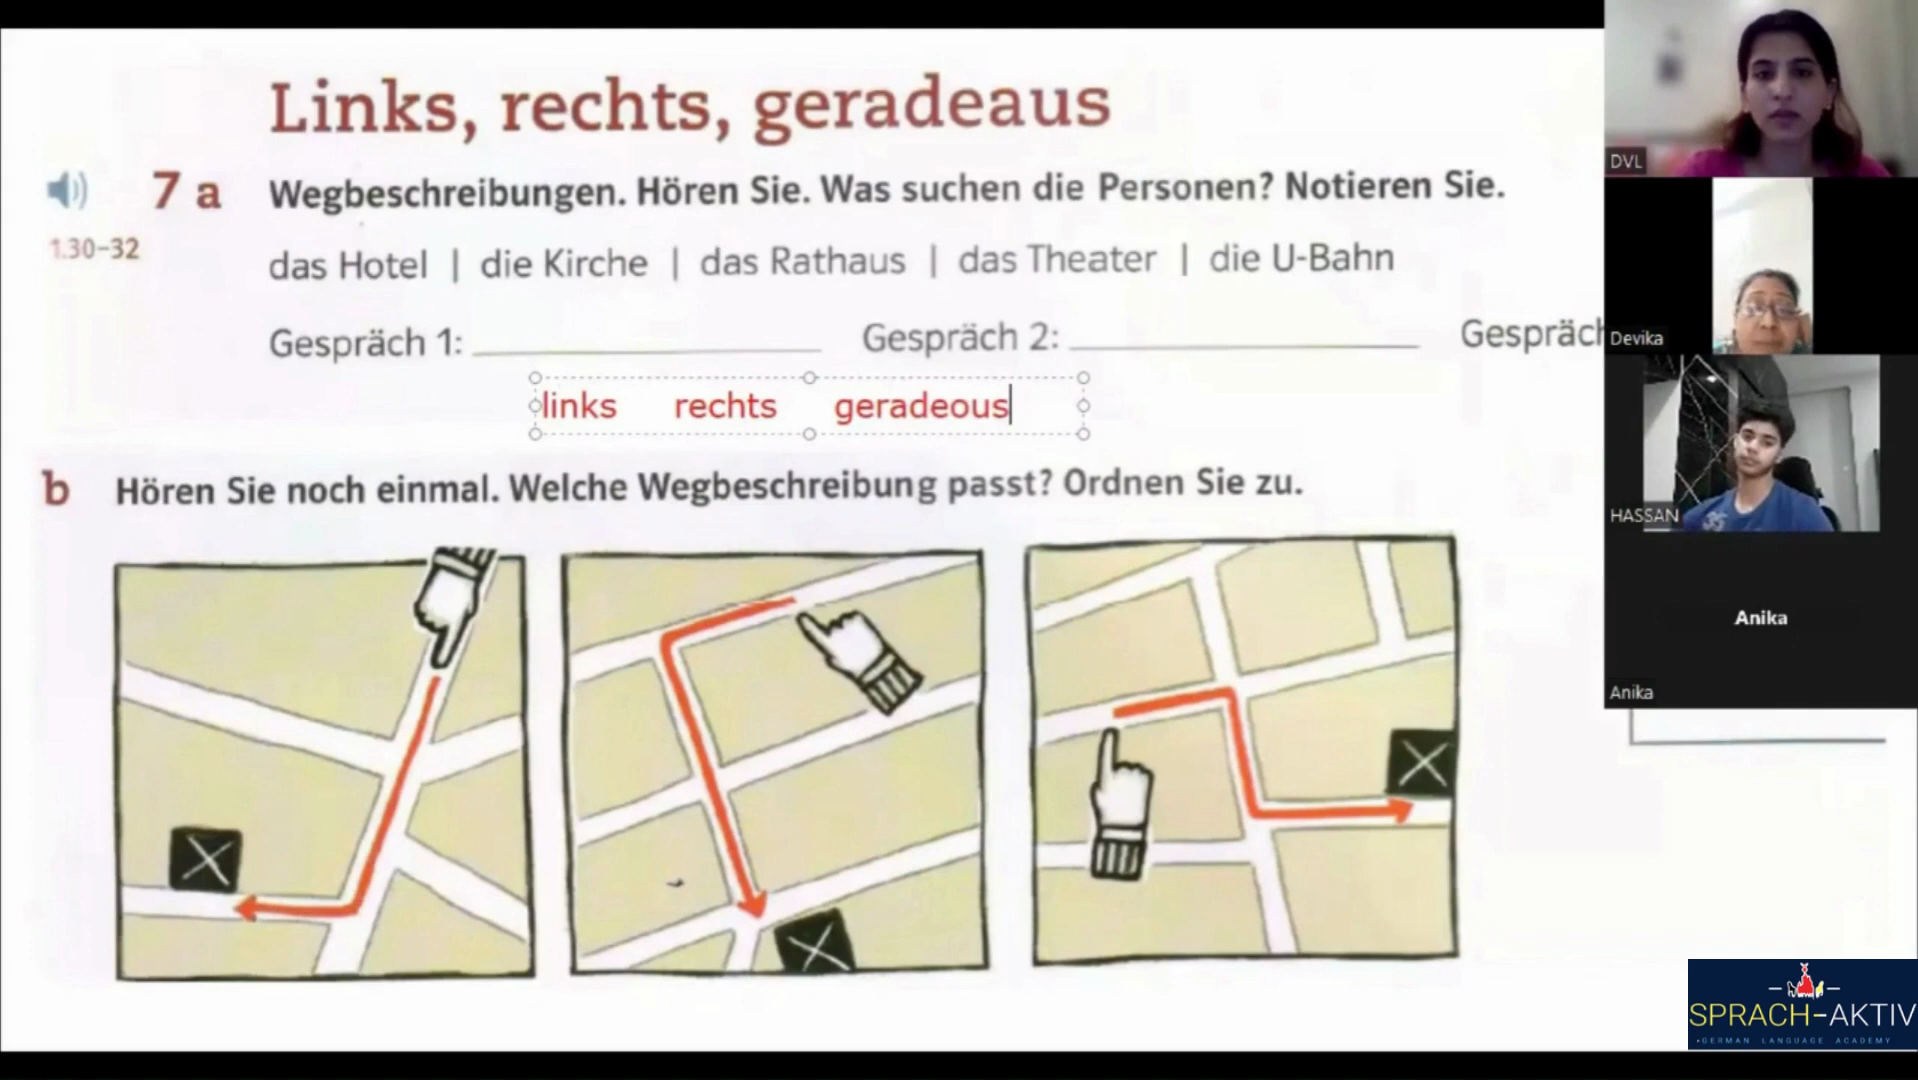 Links, rechts, geradeaus
7 a Wegbeschreibungen. Hören Sie. Was suchen die Personen? Notieren Sie.
1.30–32
das Hotel | die Kirche | das Rathaus | das Theater | die U-Bahn
Gespräch 1: Gespräch 2: Gespräch
links rechts geradeous
b Hören Sie noch einmal. Welche Wegbeschreibung passt? Ordnen Sie zu.
DVL
Devika
HASSAN
Anika
Anika
SPRACH-AKTIV
GERMAN LANGUAGE ACADEMY